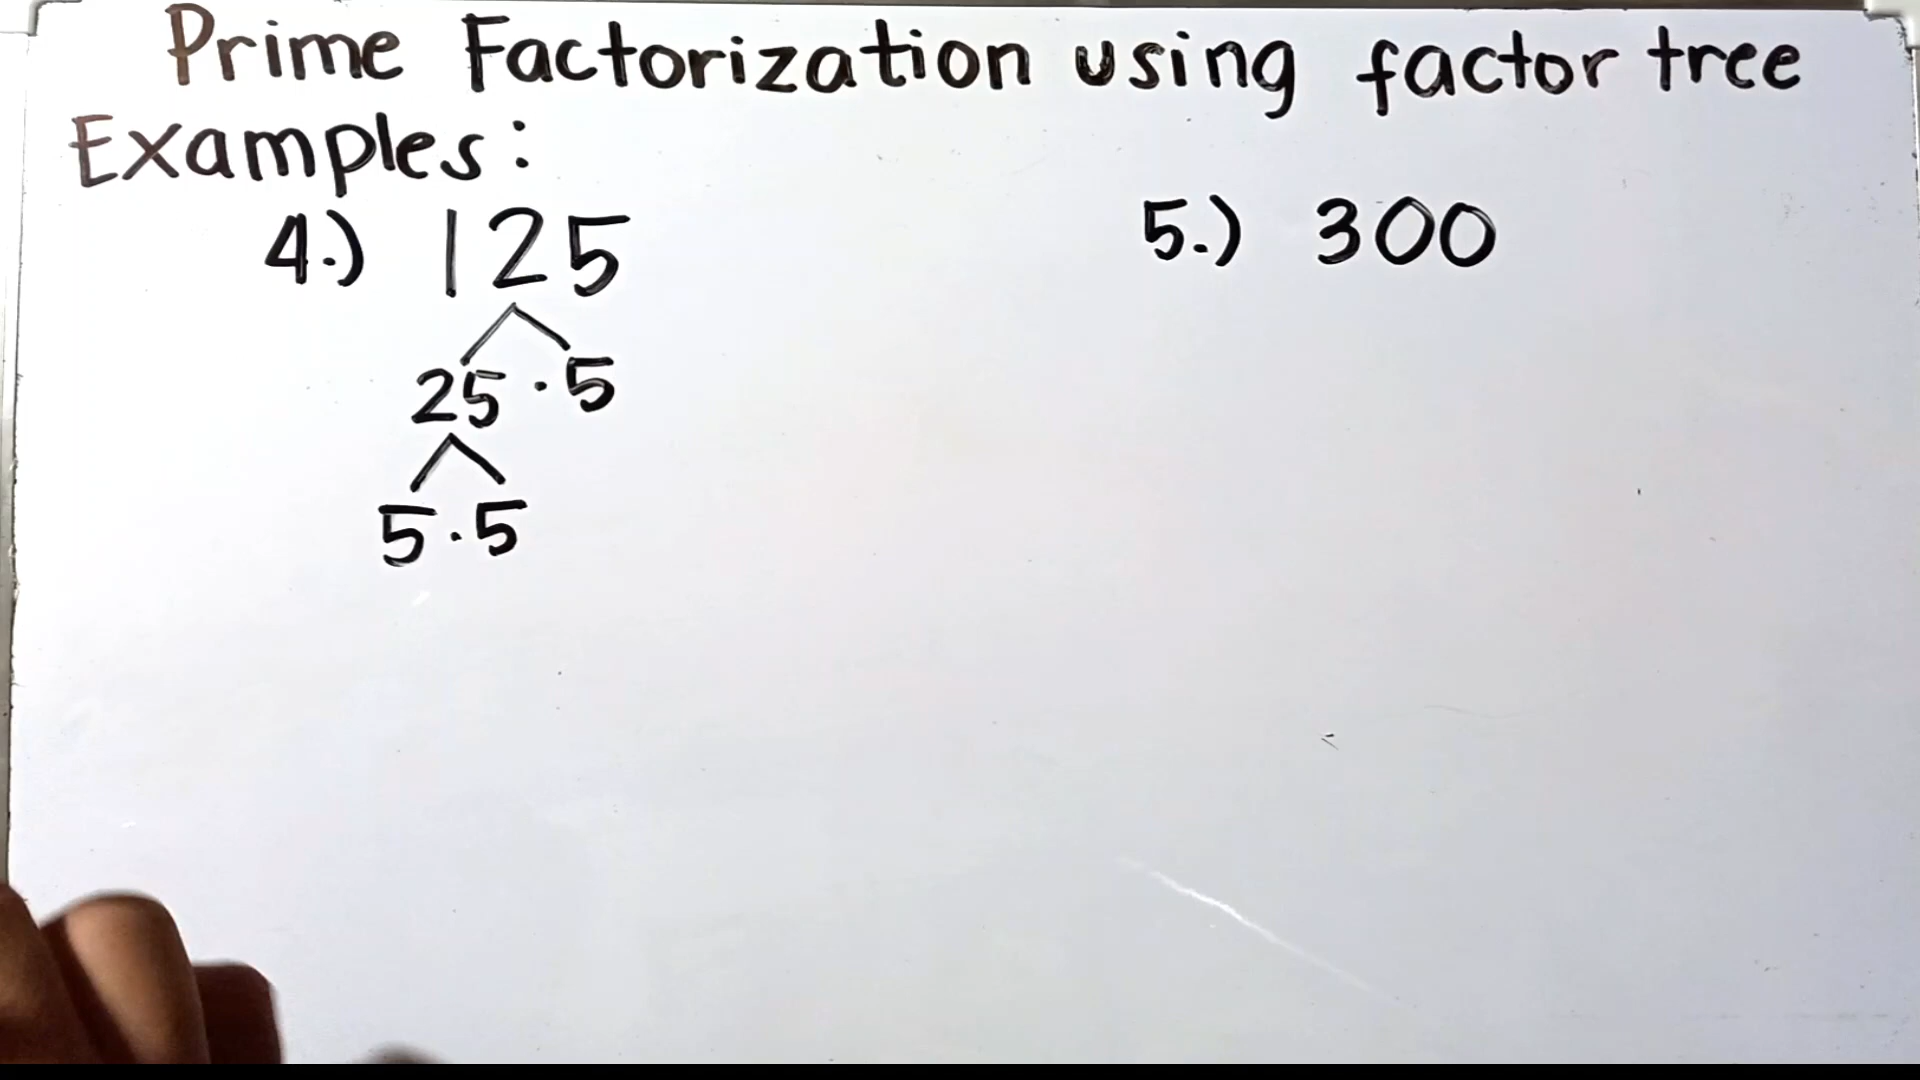 Prime Factorization using factor tree
Examples:
4.) 125
25 . 5
5 . 5
5.) 300